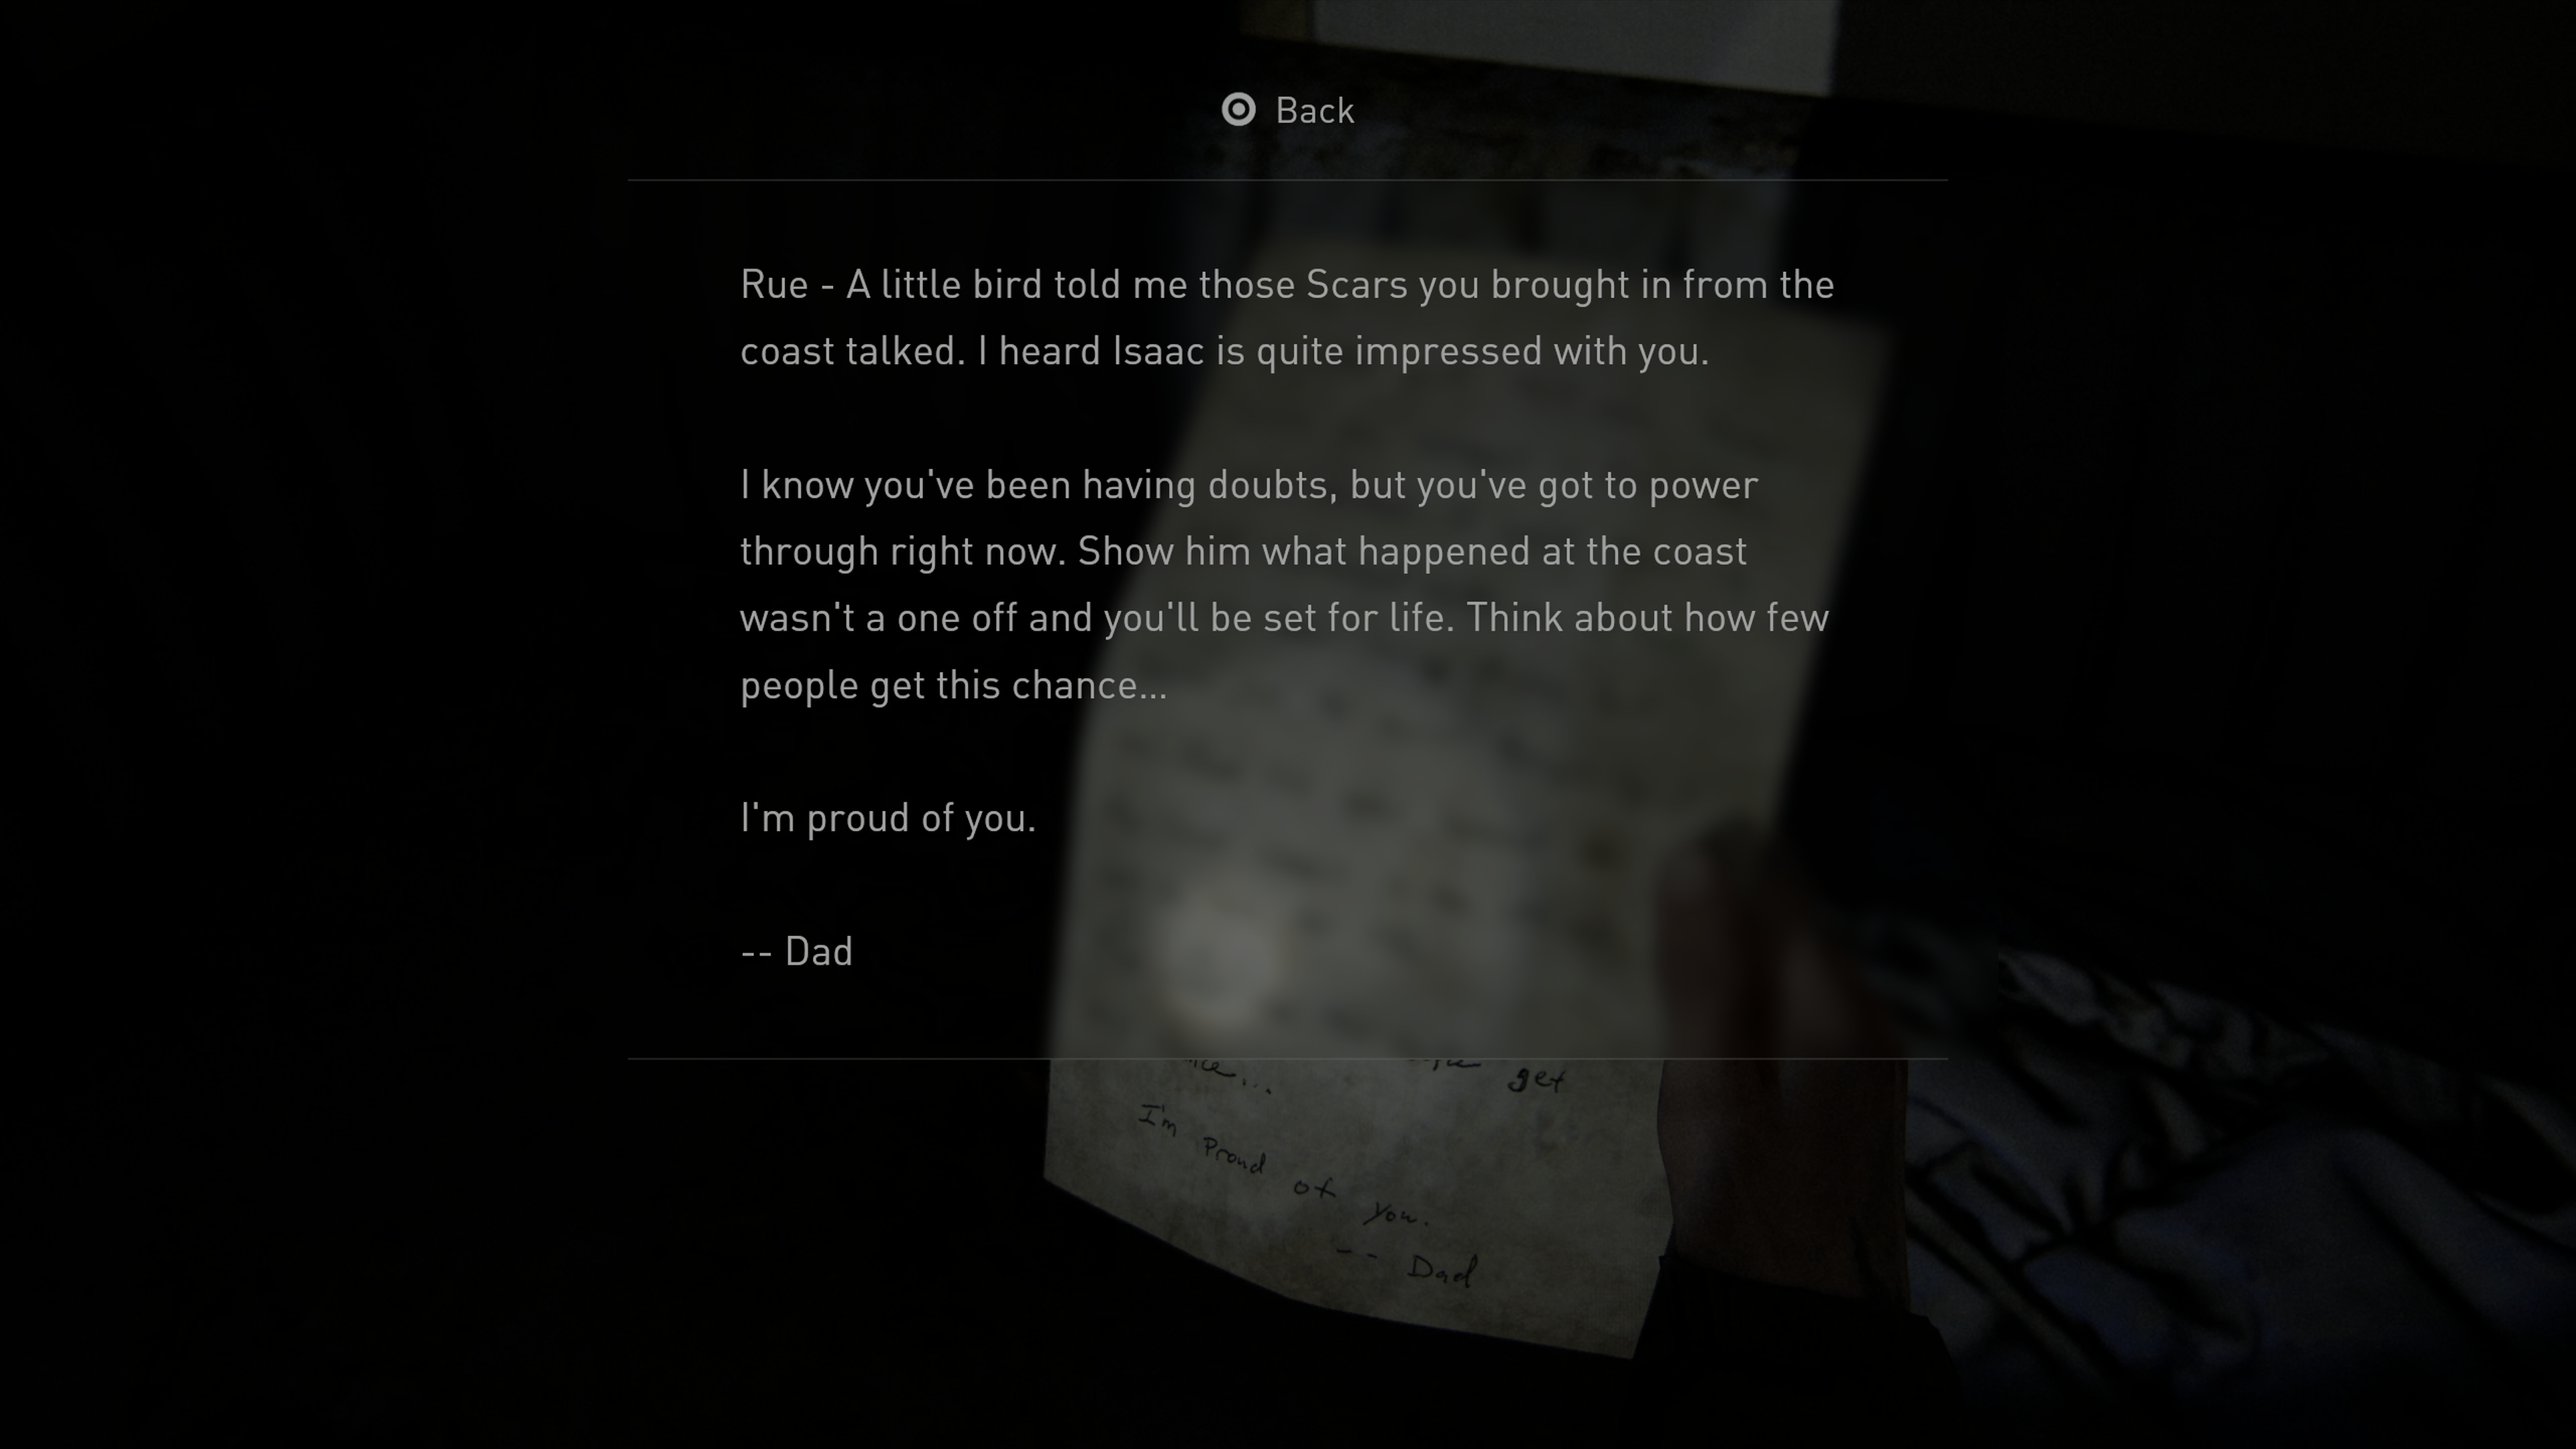 Back
Rue - A little bird told me those Scars you brought in from the
coast talked. I heard Isaac is quite impressed with you.
I know you've been having doubts, but you've got to power
through right now. Show him what happened at the coast
wasn't a one off and you'll be set for life. Think about how few
people get this chance...
I'm proud of you.
-- Dad
get
I'm Proud of you.
-- Dad